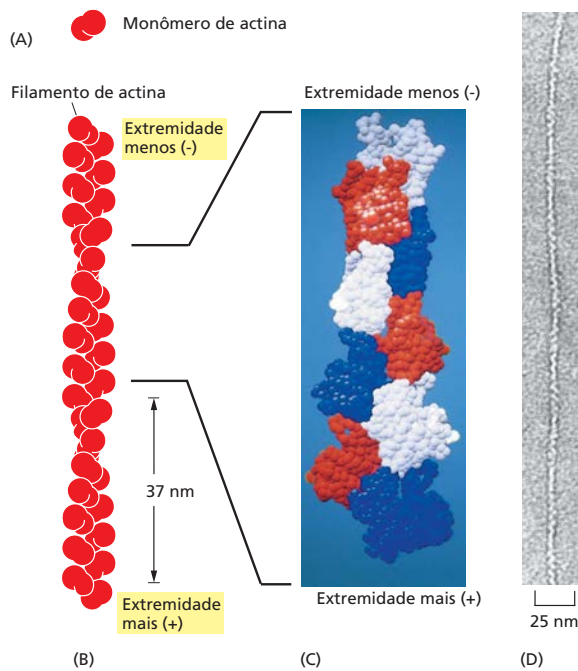 (A)
Monômero de actina
Filamento de actina
Extremidade
menos (-)
37 nm
Extremidade
mais (+)
(B)
Extremidade menos (-)
Extremidade mais (+)
(C)
25 nm
(D)